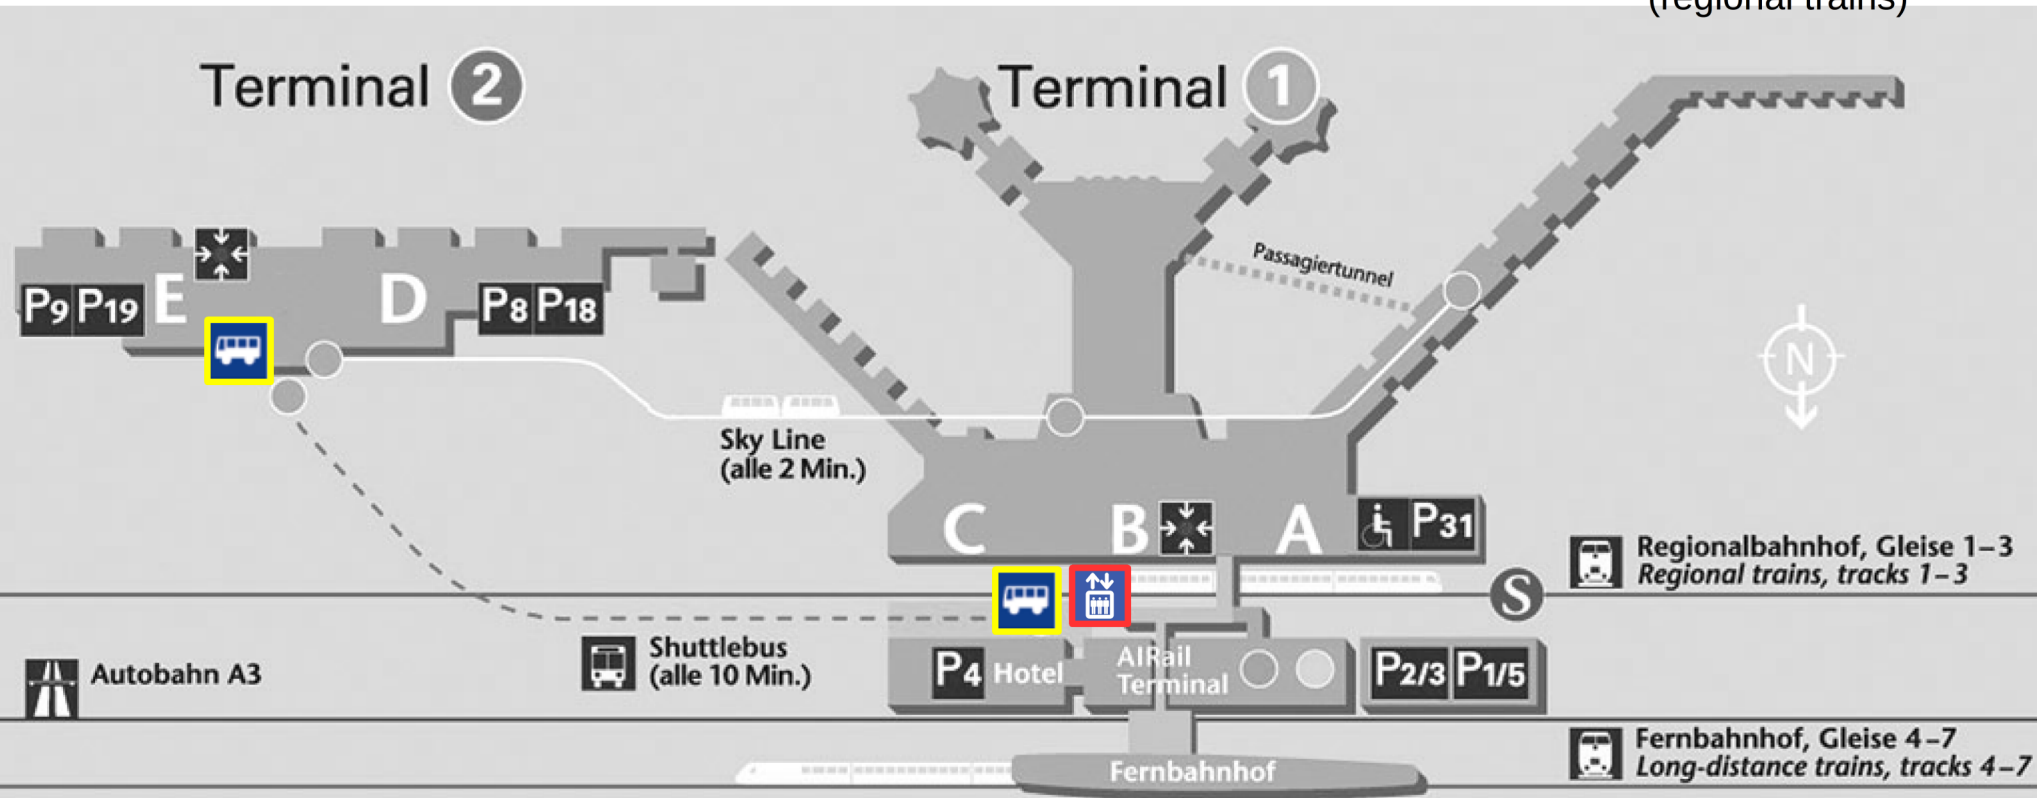 (regional trains)
Terminal 2
Terminal 1
Passagiertunnel
P9 P19 E
D
P8 P18
N
Sky Line
(alle 2 Min.)
C
B
A
P31
S
Regionalbahnhof, Gleise 1–3
Regional trains, tracks 1–3
Autobahn A3
Shuttlebus
(alle 10 Min.)
P4 Hotel
AIRail
Terminal
P2/3 P1/5
Fernbahnhof, Gleise 4–7
Long-distance trains, tracks 4–7
Fernbahnhof